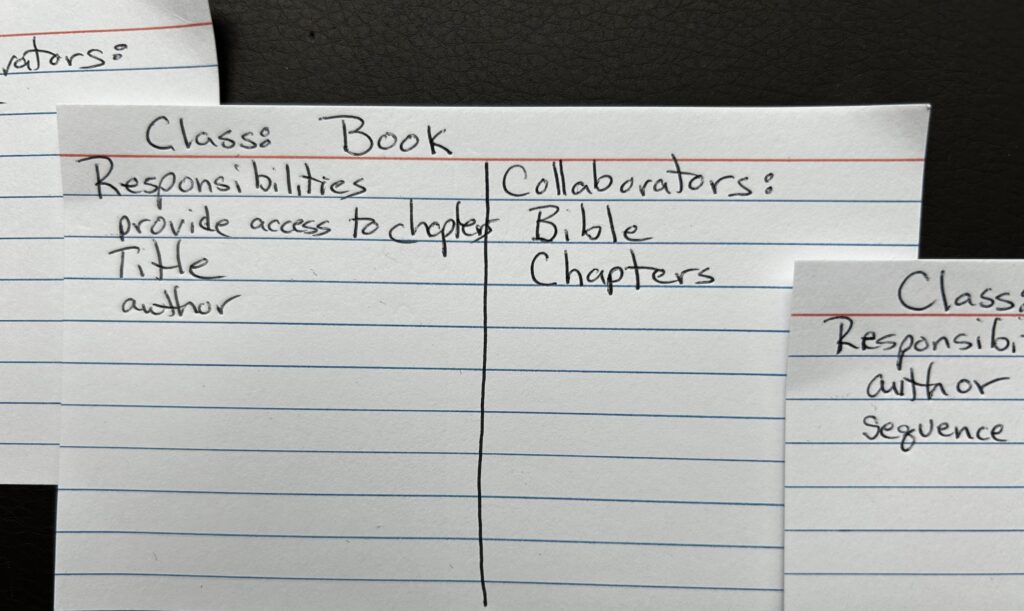 rators:
Class: Book
Responsibilities
provide access to chapters
Title
author
Collaborators:
Bible
Chapters
Class:
Responsibi
author
sequence